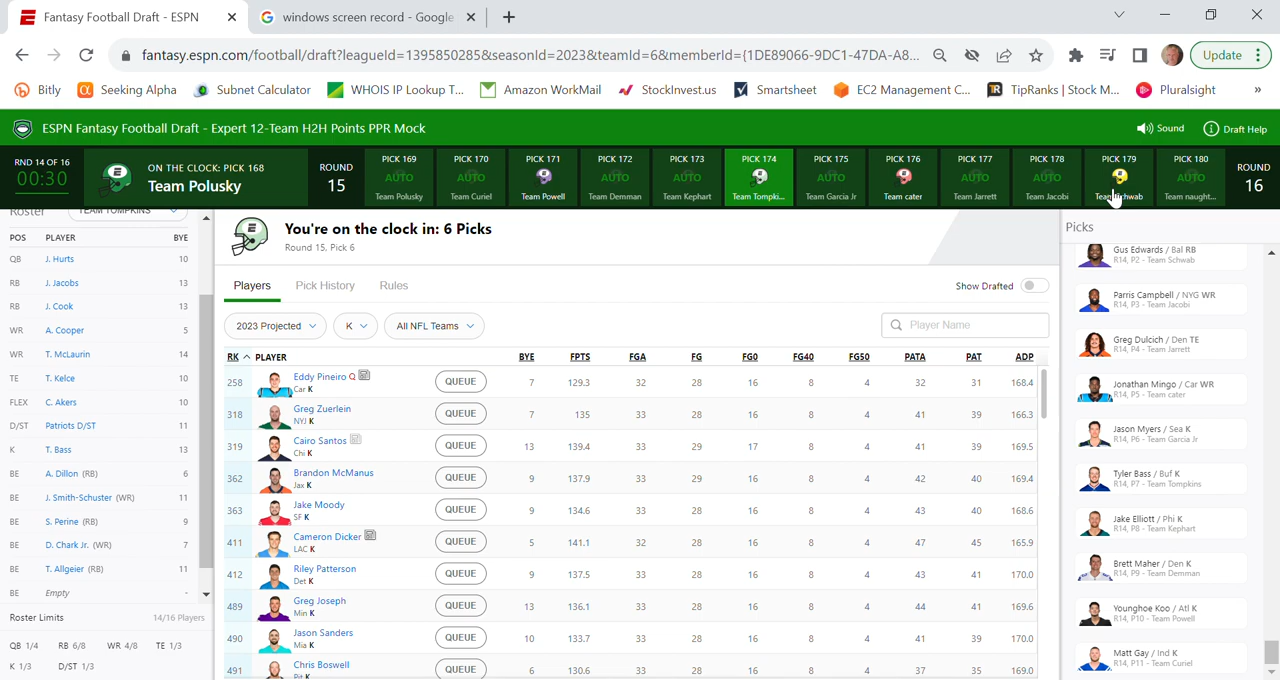 Fantasy Football Draft - ESPN
windows screen record - Google
fantasy.espn.com/football/draft?leagueId=1395850285&seasonId=2023&teamId=6&memberId={1DE89066-9DC1-47DA-A8...
Update
Bitly
Seeking Alpha
Subnet Calculator
WHOIS IP Lookup T...
Amazon WorkMail
StockInvest.us
Smartsheet
EC2 Management C...
TipRanks | Stock M...
Pluralsight
»
ESPN Fantasy Football Draft - Expert 12-Team H2H Points PPR Mock
Sound
Draft Help
RND 14 OF 16
00:30
ON THE CLOCK: PICK 168
Team Polusky
ROUND
15
PICK 169
AUTO
Team Polusky
PICK 170
AUTO
Team Curiel
PICK 171
Team Powell
PICK 172
AUTO
Team Demman
PICK 173
AUTO
Team Kephart
PICK 174
Team Tompki...
PICK 175
AUTO
Team Garcia Jr
PICK 176
Team cater
PICK 177
AUTO
Team Jarrett
PICK 178
AUTO
Team Jacobi
PICK 179
Team Schwab
PICK 180
AUTO
Team naught...
ROUND
16
Roster
TEAM TOMPKINS
POS PLAYER BYE
QB J. Hurts 10
RB J. Jacobs 13
RB J. Cook 13
WR A. Cooper 5
WR T. McLaurin 14
TE T. Kelce 10
FLEX C. Akers 10
D/ST Patriots D/ST 11
K T. Bass 13
BE A. Dillon (RB) 6
BE J. Smith-Schuster (WR) 11
BE S. Perine (RB) 9
BE D. Chark Jr. (WR) 7
BE T. Allgeier (RB) 11
BE Empty -
Roster Limits 14/16 Players
QB 1/4 RB 6/8 WR 4/8 TE 1/3
K 1/3 D/ST 1/3
You're on the clock in: 6 Picks
Round 15, Pick 6
Players
Pick History
Rules
Show Drafted
2023 Projected
K
All NFL Teams
Player Name
RK PLAYER BYE FPTS FGA FG FG0 FG40 FG50 PATA PAT ADP
258 Eddy Pineiro Q QUEUE 7 129.3 32 28 16 8 4 32 31 168.4
Car K
318 Greg Zuerlein QUEUE 7 135 33 28 16 8 4 41 39 166.3
NYJ K
319 Cairo Santos QUEUE 13 139.4 33 29 17 8 4 41 39 169.5
Chi K
362 Brandon McManus QUEUE 9 137.9 33 29 16 8 4 42 40 169.4
Jax K
363 Jake Moody QUEUE 9 134.6 33 28 16 8 4 43 40 168.6
SF K
411 Cameron Dicker QUEUE 5 141.1 32 28 16 8 4 47 45 165.9
LAC K
412 Riley Patterson QUEUE 9 137.5 33 28 16 8 4 43 41 170.0
Det K
489 Greg Joseph QUEUE 13 136.1 33 28 16 8 4 44 41 169.6
Min K
490 Jason Sanders QUEUE 10 133.7 33 28 16 8 4 41 39 170.0
Mia K
491 Chris Boswell QUEUE 6 130.6 33 28 16 8 4 37 35 169.0
Pit K
Picks
Gus Edwards / Bal RB
R14, P2 - Team Schwab
Parris Campbell / NYG WR
R14, P3 - Team Jacobi
Greg Dulcich / Den TE
R14, P4 - Team Jarrett
Jonathan Mingo / Car WR
R14, P5 - Team cater
Jason Myers / Sea K
R14, P6 - Team Garcia Jr
Tyler Bass / Buf K
R14, P7 - Team Tompkins
Jake Elliott / Phi K
R14, P8 - Team Kephart
Brett Maher / Den K
R14, P9 - Team Demman
Younghoe Koo / Atl K
R14, P10 - Team Powell
Matt Gay / Ind K
R14, P11 - Team Curiel